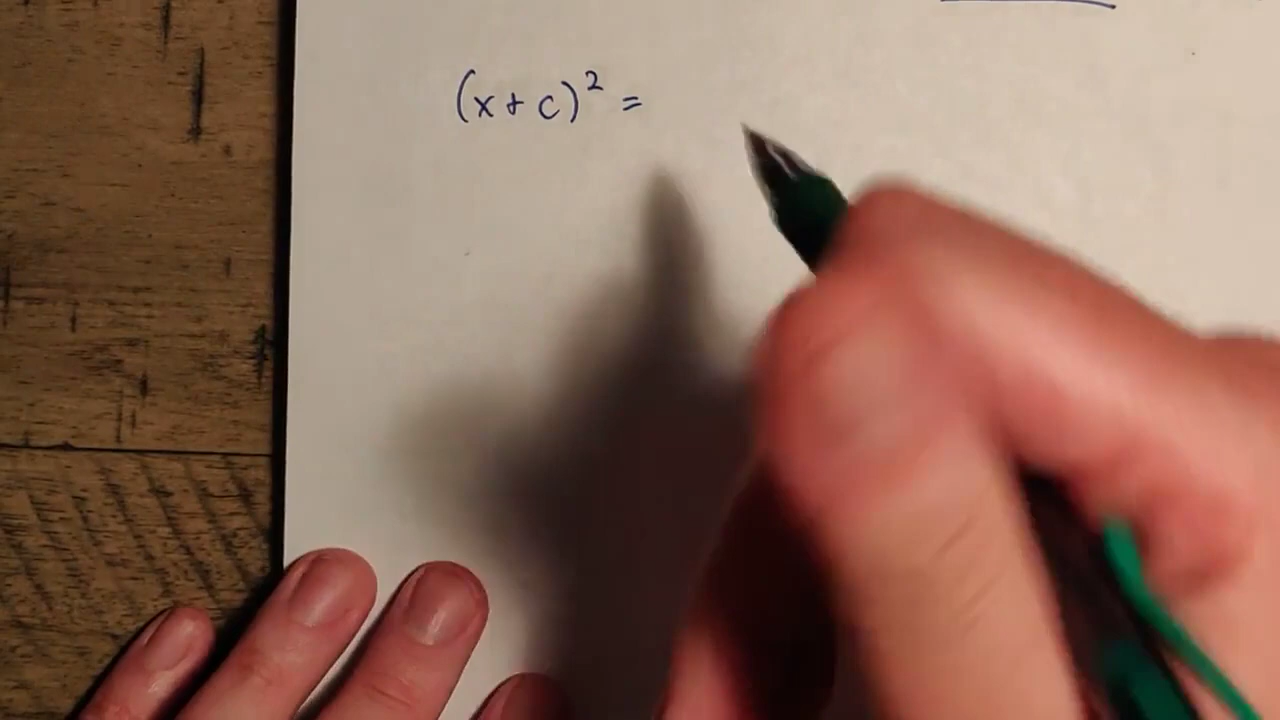 (x+c)² =